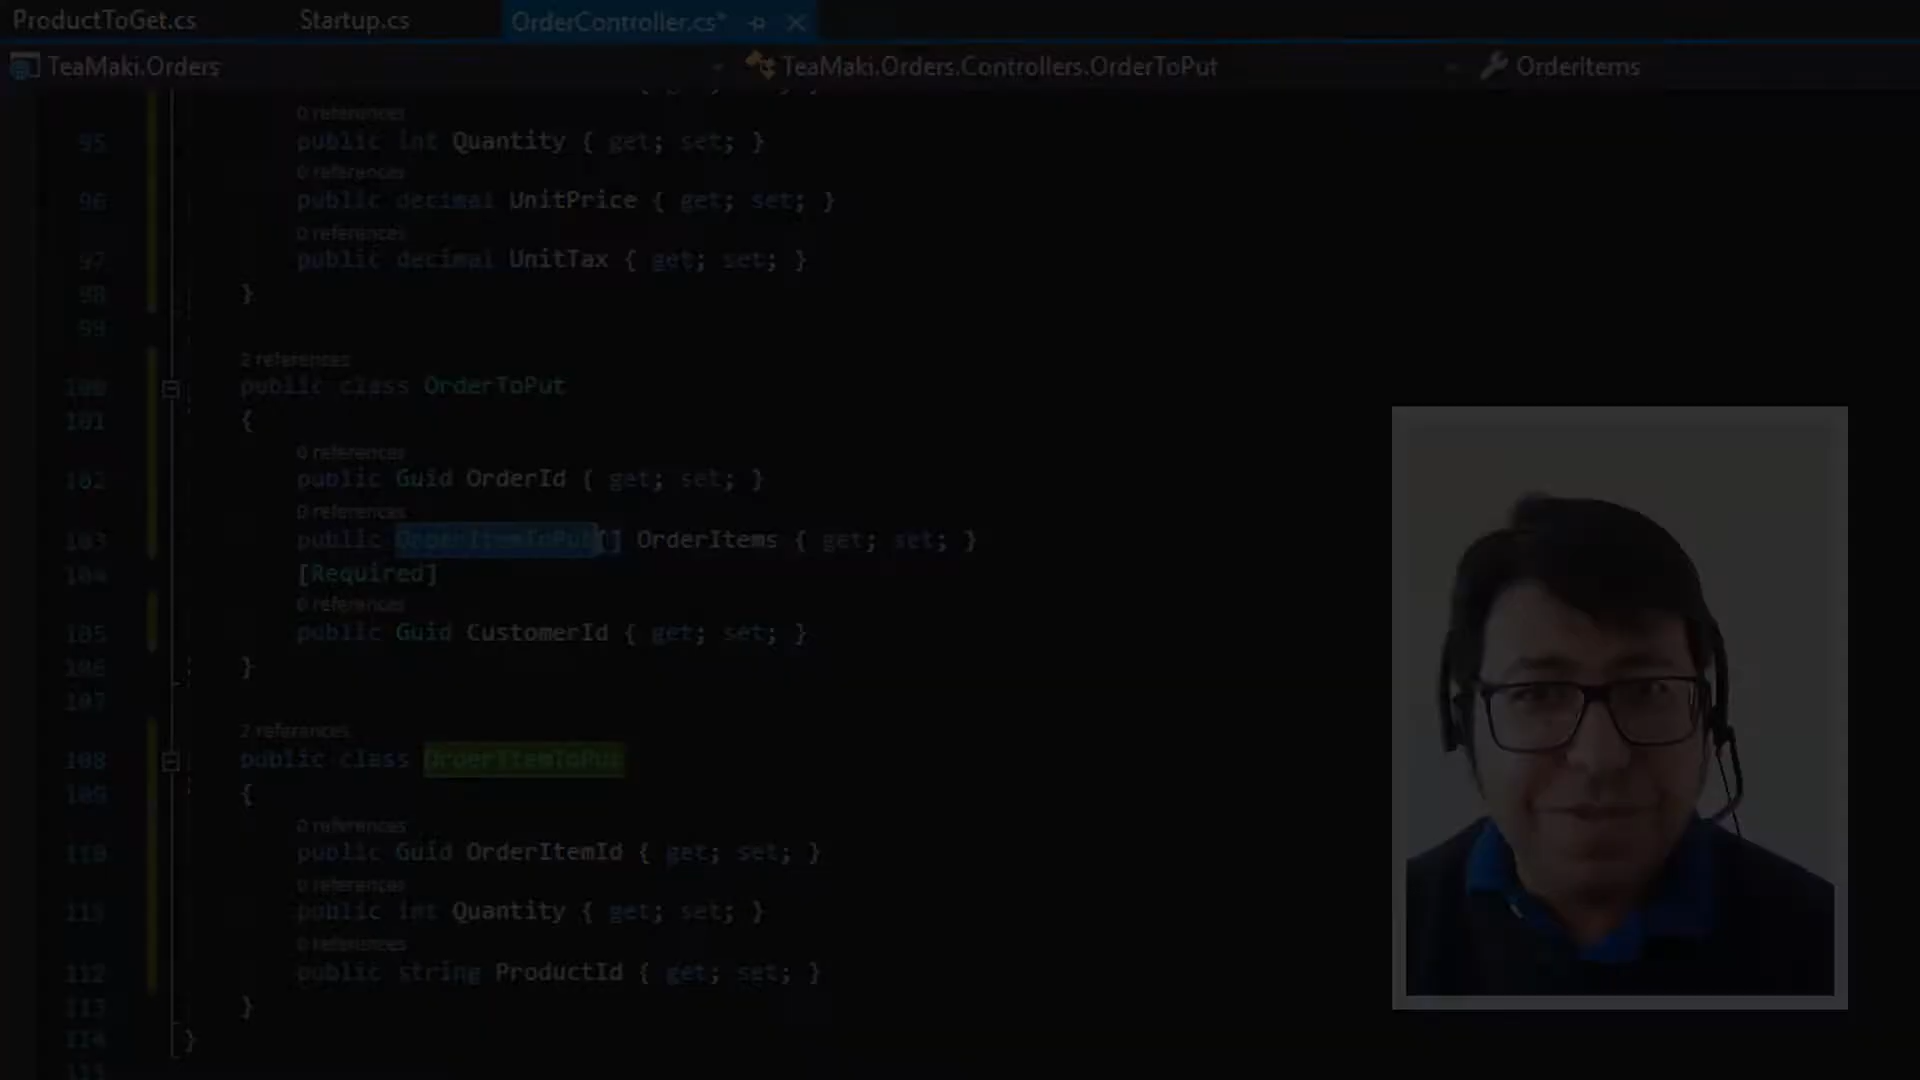 ProductToGet.cs Startup.cs OrderController.cs*
TeaMaki.Orders TeaMaki.Orders.Controllers.OrderToPut OrderItems
0 references
95 public int Quantity { get; set; }
0 references
96 public decimal UnitPrice { get; set; }
0 references
97 public decimal UnitTax { get; set; }
98 }
99
2 references
100 public class OrderToPut
101 {
0 references
102 public Guid OrderId { get; set; }
0 references
103 public OrderItemToPut[] OrderItems { get; set; }
104 [Required]
0 references
105 public Guid CustomerId { get; set; }
106 }
107
2 references
108 public class OrderItemToPut
109 {
0 references
110 public Guid OrderItemId { get; set; }
0 references
111 public int Quantity { get; set; }
0 references
112 public string ProductId { get; set; }
113 }
114 }
115